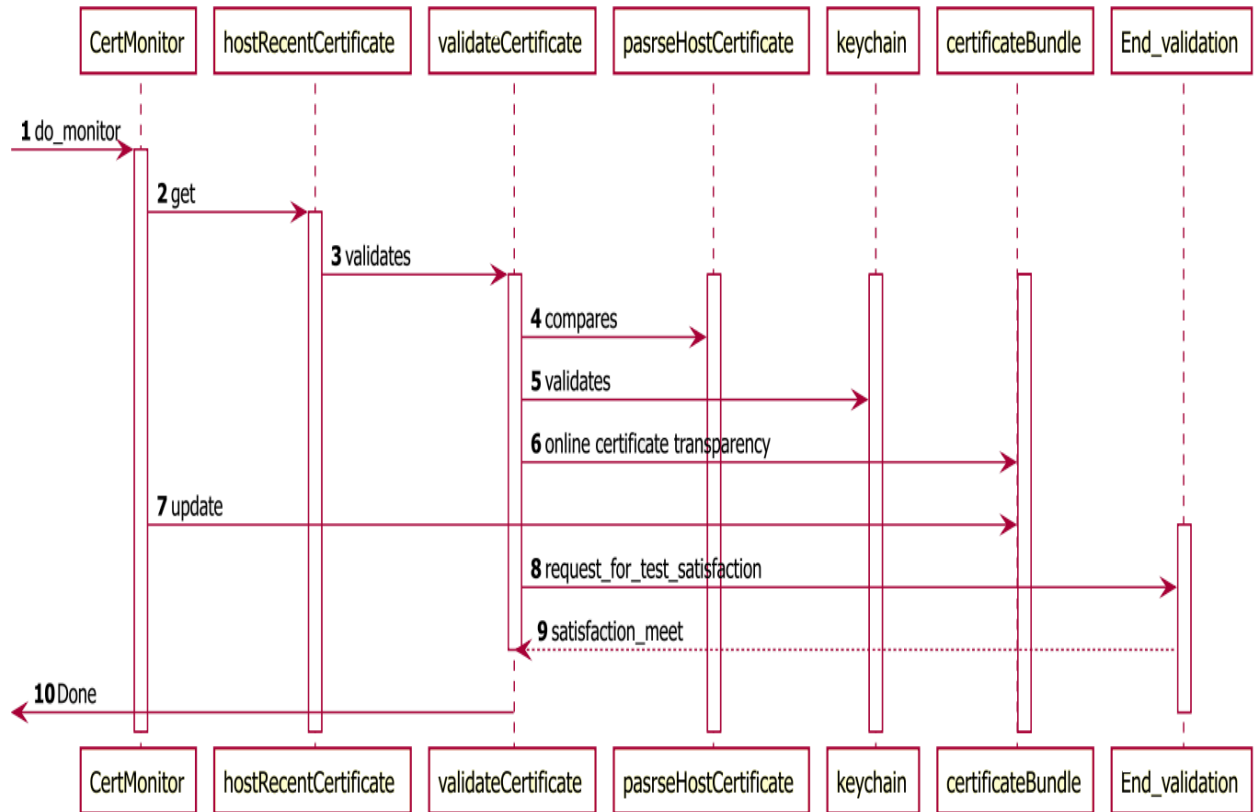 CertMonitor
hostRecentCertificate
validateCertificate
pasrseHostCertificate
keychain
certificateBundle
End_validation
1 do_monitor
2 get
3 validates
4 compares
5 validates
6 online certificate transparency
7 update
8 request_for_test_satisfaction
9 satisfaction_meet
10 Done
CertMonitor
hostRecentCertificate
validateCertificate
pasrseHostCertificate
keychain
certificateBundle
End_validation